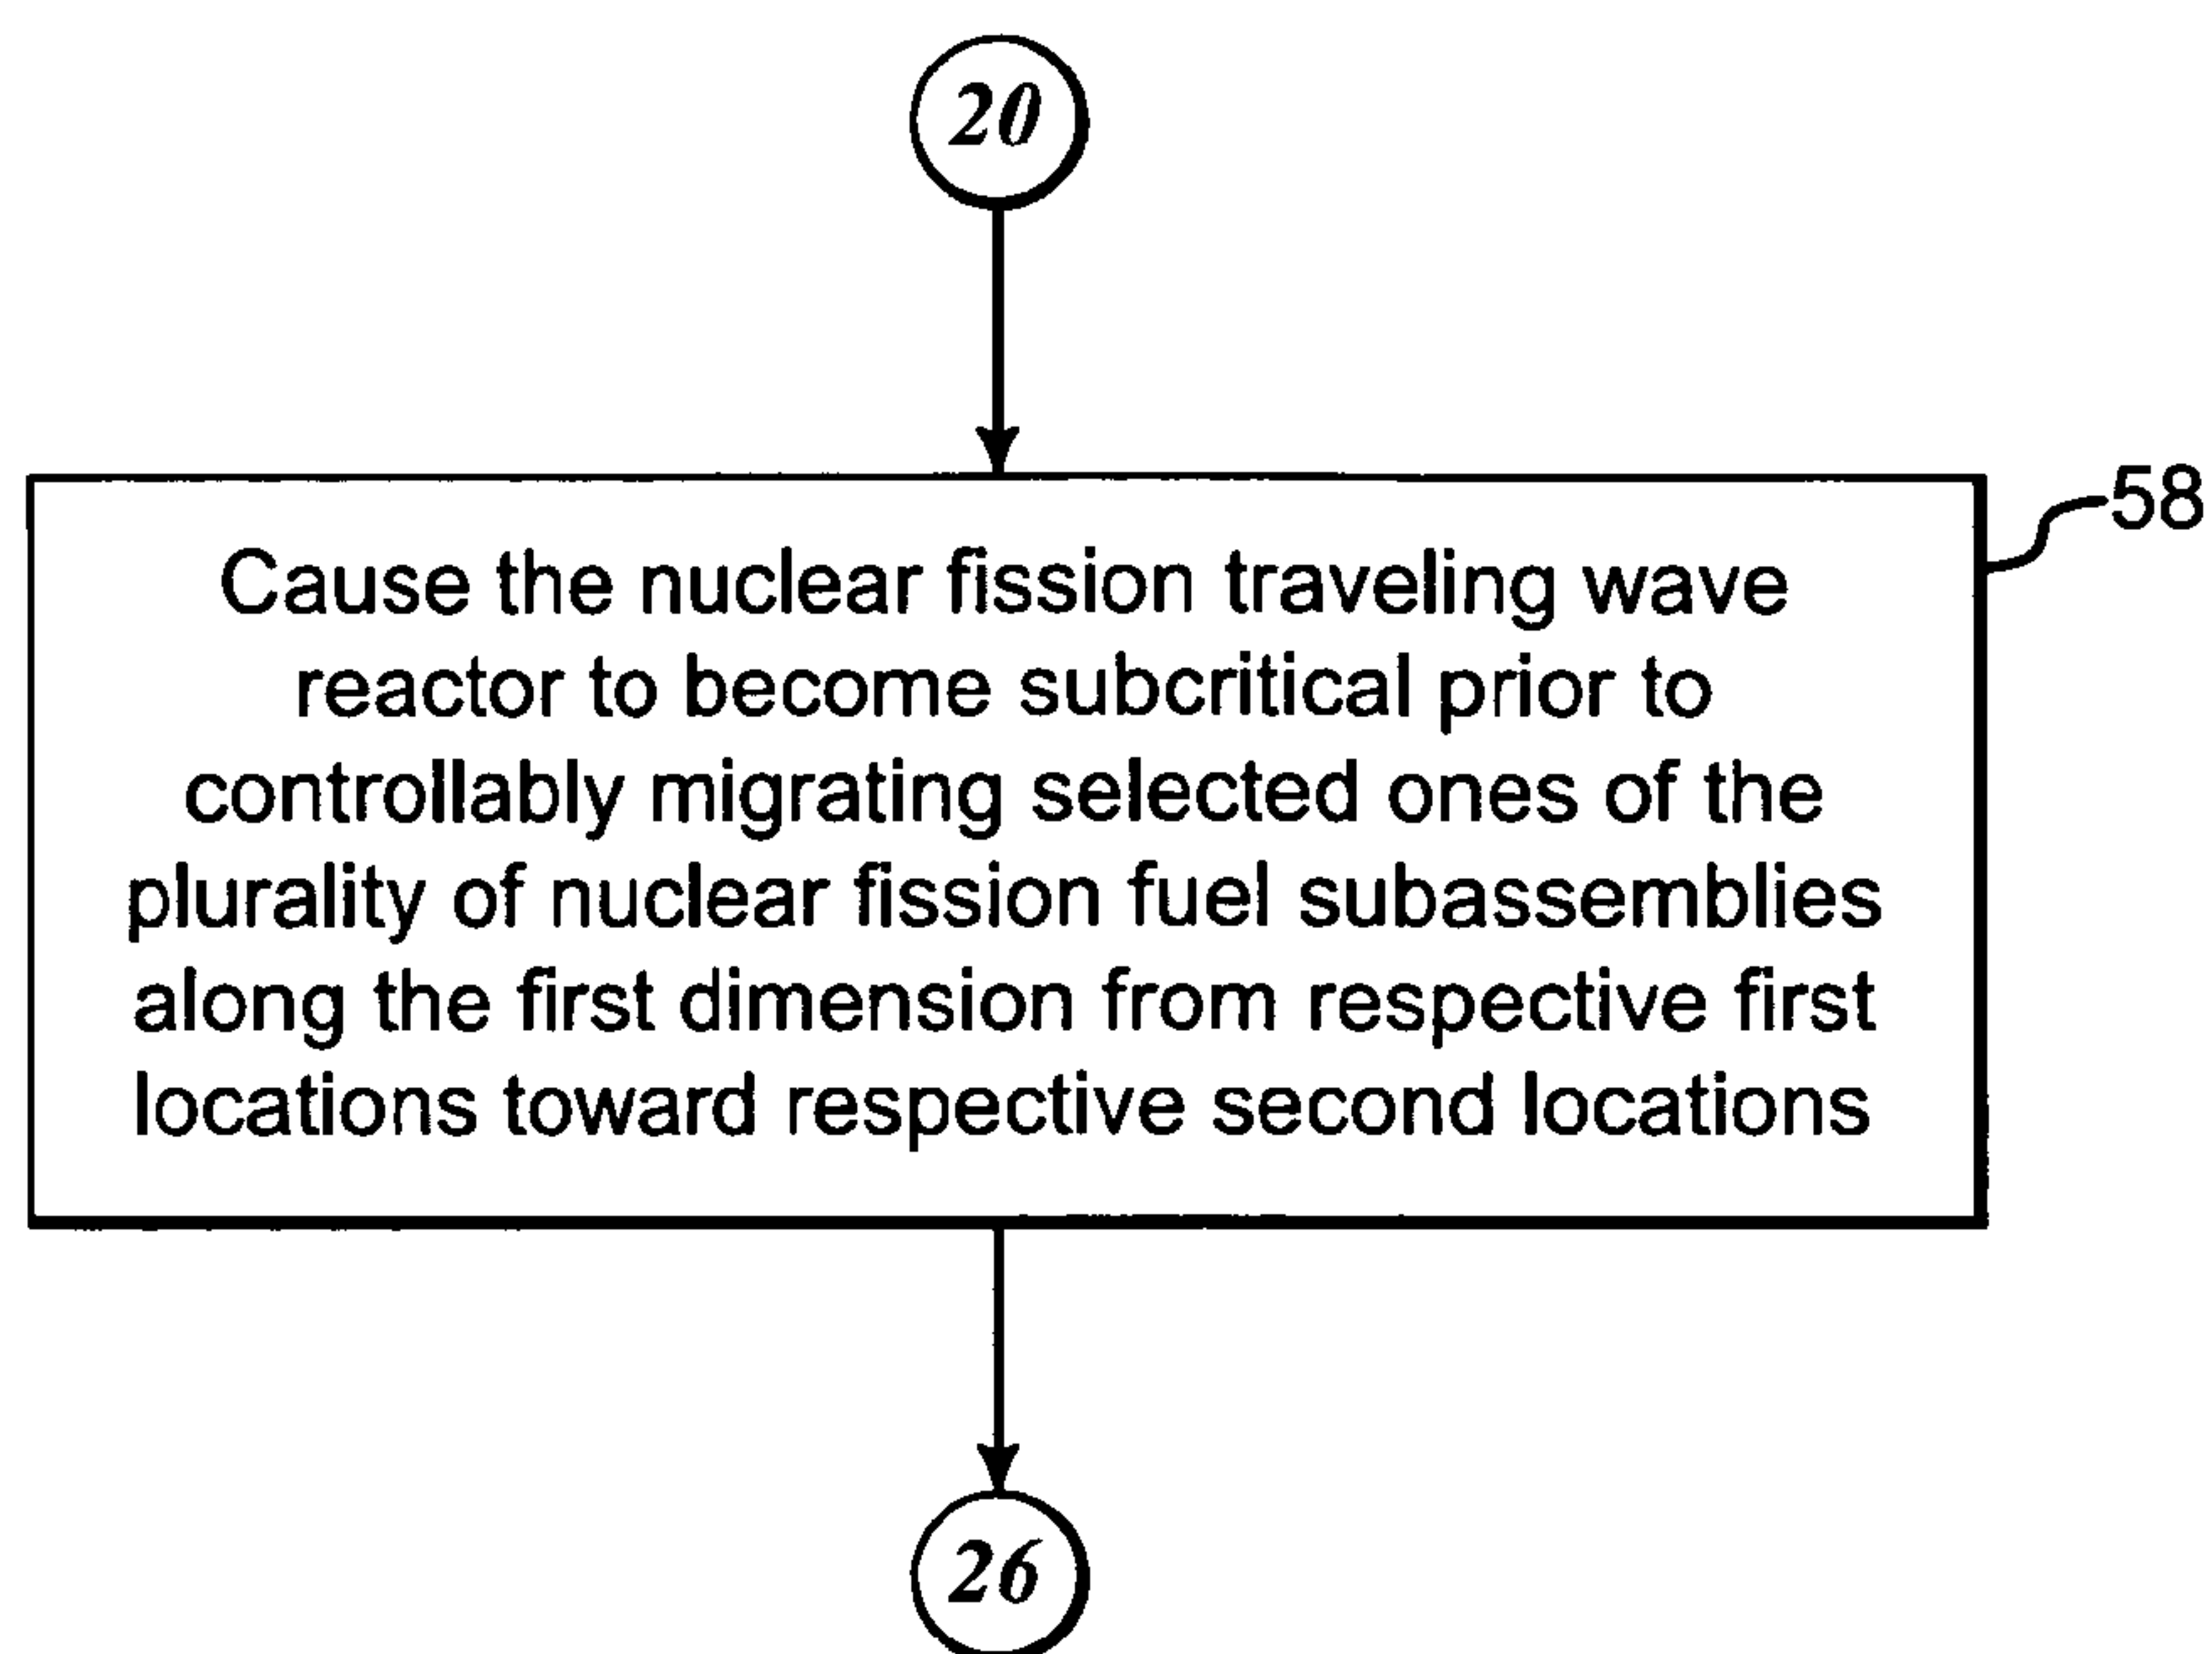 20
58
Cause the nuclear fission traveling wave
reactor to become subcritical prior to
controllably migrating selected ones of the
plurality of nuclear fission fuel subassemblies
along the first dimension from respective first
locations toward respective second locations
26